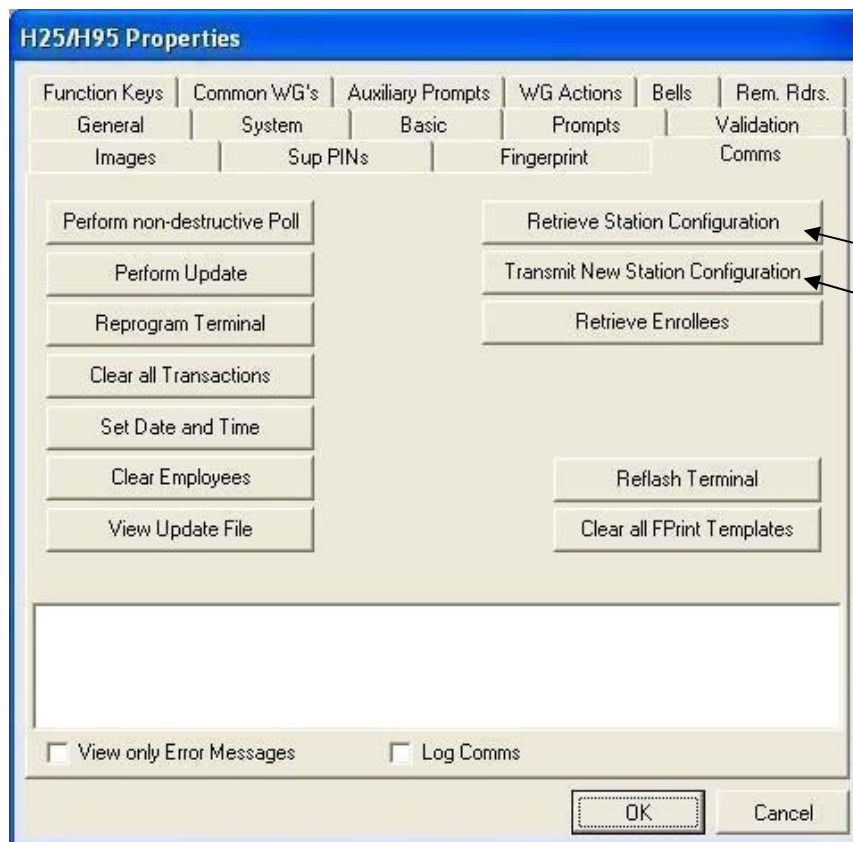 H25/H95 Properties
Function Keys Common WG's Auxiliary Prompts WG Actions Bells Rem. Rdrs.
General System Basic Prompts Validation
Images Sup PINs Fingerprint Comms
Perform non-destructive Poll Retrieve Station Configuration
Perform Update Transmit New Station Configuration
Reprogram Terminal Retrieve Enrollees
Clear all Transactions
Set Date and Time
Clear Employees Reflash Terminal
View Update File Clear all FPrint Templates
View only Error Messages Log Comms
OK Cancel